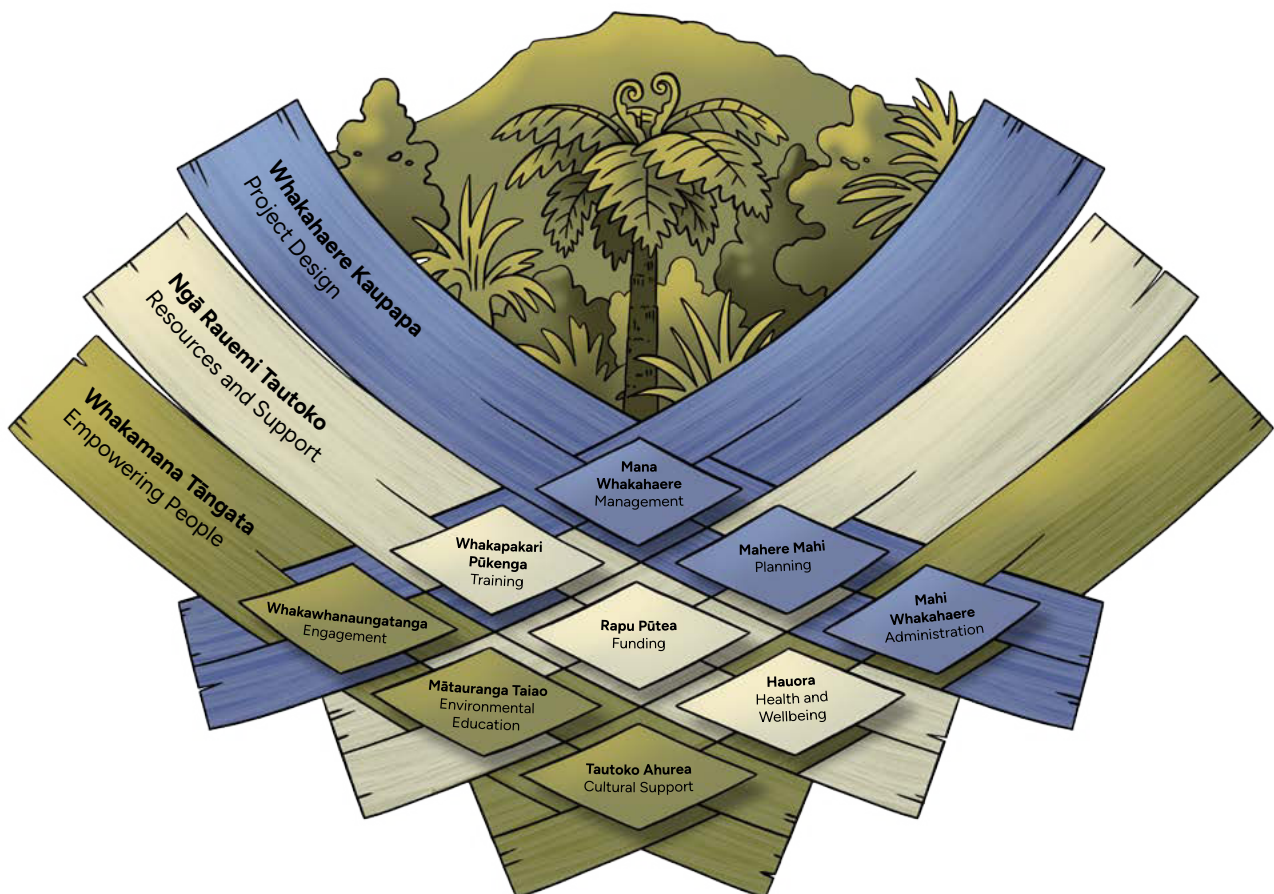 Whakahaere Kaupapa
Project Design
Ngā Rauemi Tautoko
Resources and Support
Whakamana Tāngata
Empowering People
Mana
Whakahaere
Management
Whakapakari
Pūkenga
Training
Mahere Mahi
Planning
Whakawhanaungatanga
Engagement
Rapu Pūtea
Funding
Mahi
Whakahaere
Administration
Mātauranga Taiao
Environmental
Education
Hauora
Health and
Wellbeing
Tautoko Ahurea
Cultural Support